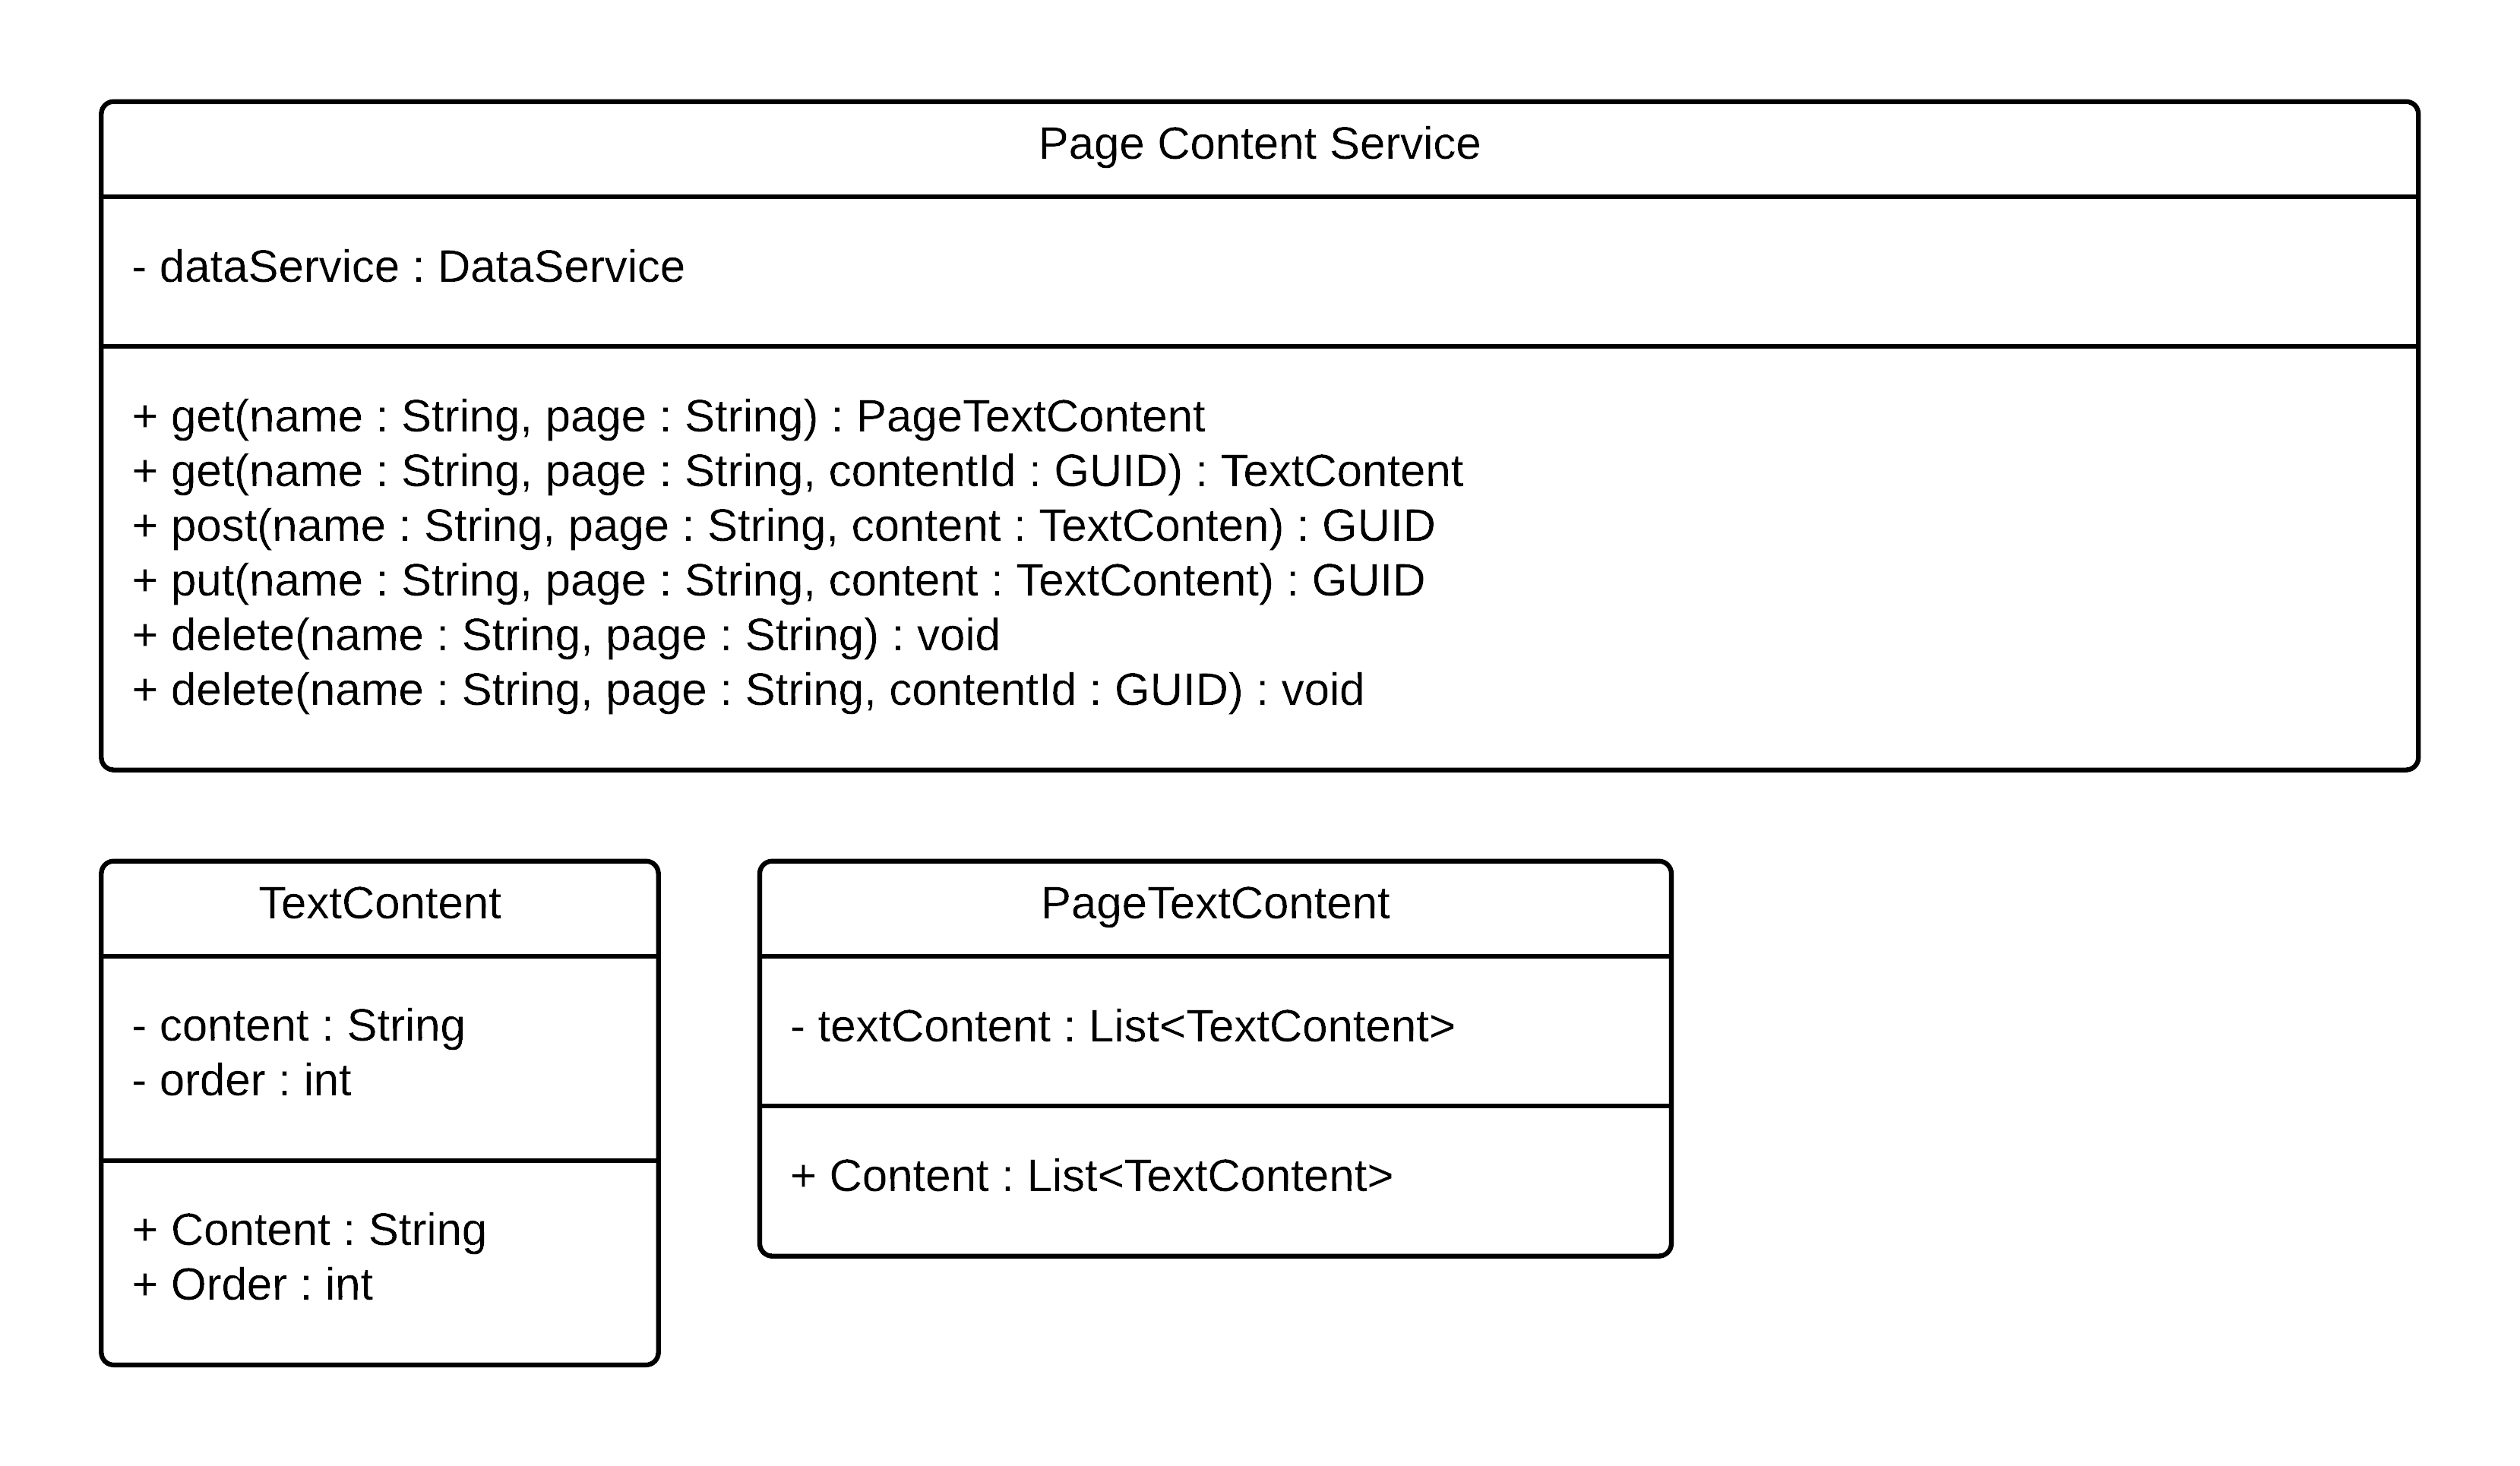 Page Content Service
- dataService : DataService
+ get(name : String, page : String) : PageTextContent
+ get(name : String, page : String, contentId : GUID) : TextContent
+ post(name : String, page : String, content : TextConten) : GUID
+ put(name : String, page : String, content : TextContent) : GUID
+ delete(name : String, page : String) : void
+ delete(name : String, page : String, contentId : GUID) : void
TextContent
- content : String
- order : int
+ Content : String
+ Order : int
PageTextContent
- textContent : List<TextContent>
+ Content : List<TextContent>